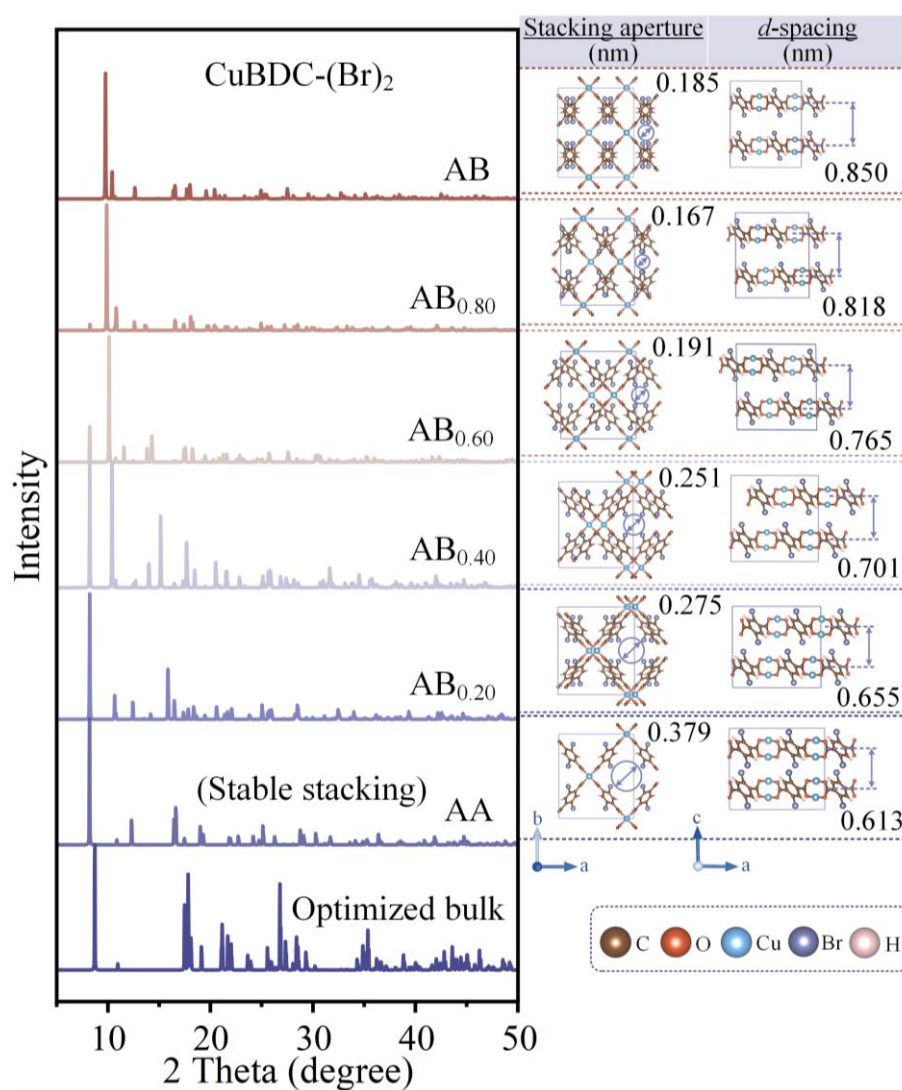 CuBDC-(Br)₂
AB
AB₀.₈₀
AB₀.₆₀
AB₀.₄₀
AB₀.₂₀
(Stable stacking)
AA
Optimized bulk
Intensity
10 20 30 40 50
2 Theta (degree)
Stacking aperture
(nm)
d-spacing
(nm)
0.185
0.850
0.167
0.818
0.191
0.765
0.251
0.701
0.275
0.655
0.379
0.613
b
a
c
a
C O Cu Br H